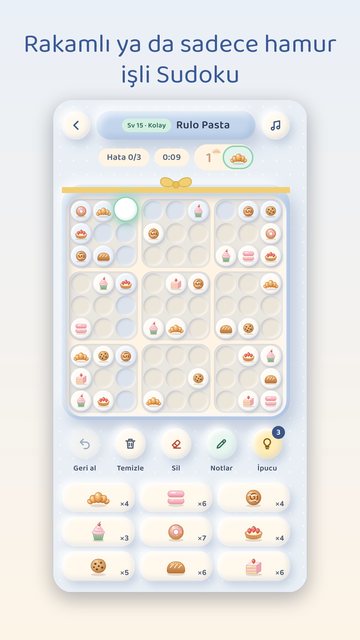 Rakamlı ya da sadece hamur
işli Sudoku
Sv 15 · Kolay Rulo Pasta
Hata 0/3 0:09 1
3
Geri al Temizle Sil Notlar İpucu
×4 ×6 ×4
×3 ×7 ×4
×5 ×6 ×6